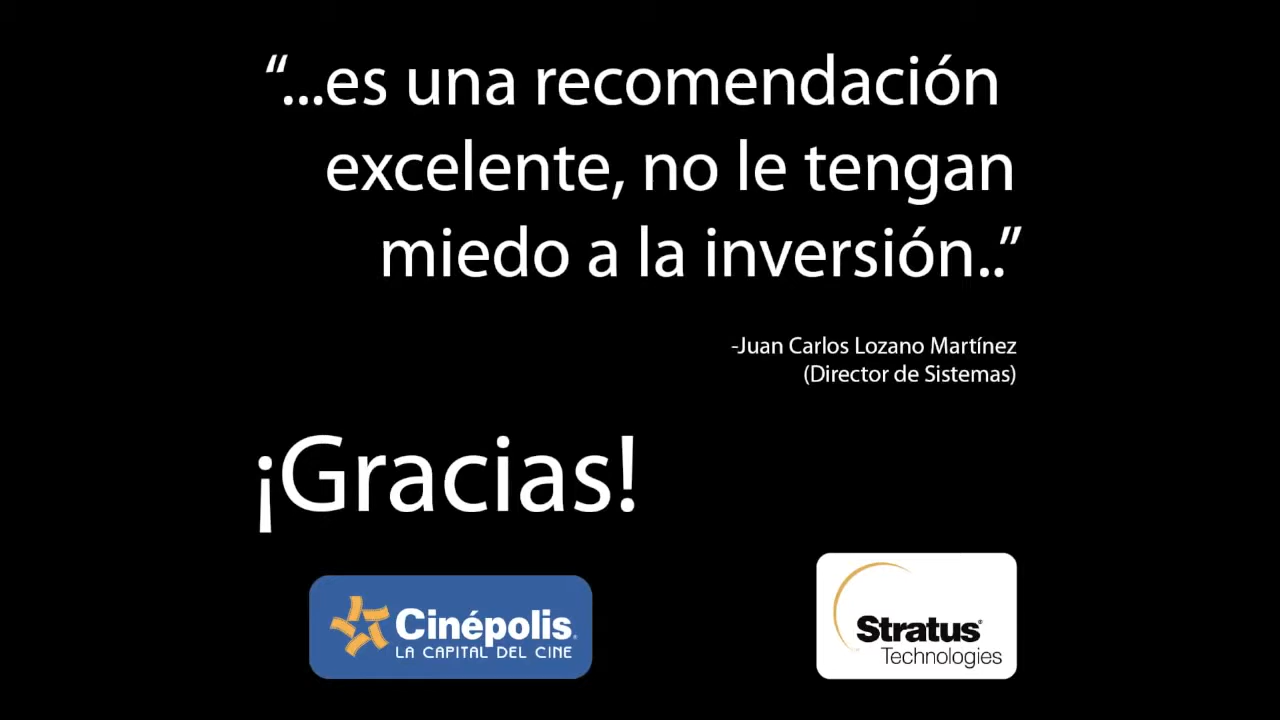 “...es una recomendación
excelente, no le tengan
miedo a la inversión..”
-Juan Carlos Lozano Martínez
(Director de Sistemas)
¡Gracias!
Cinépolis®
LA CAPITAL DEL CINE
Stratus®
Technologies